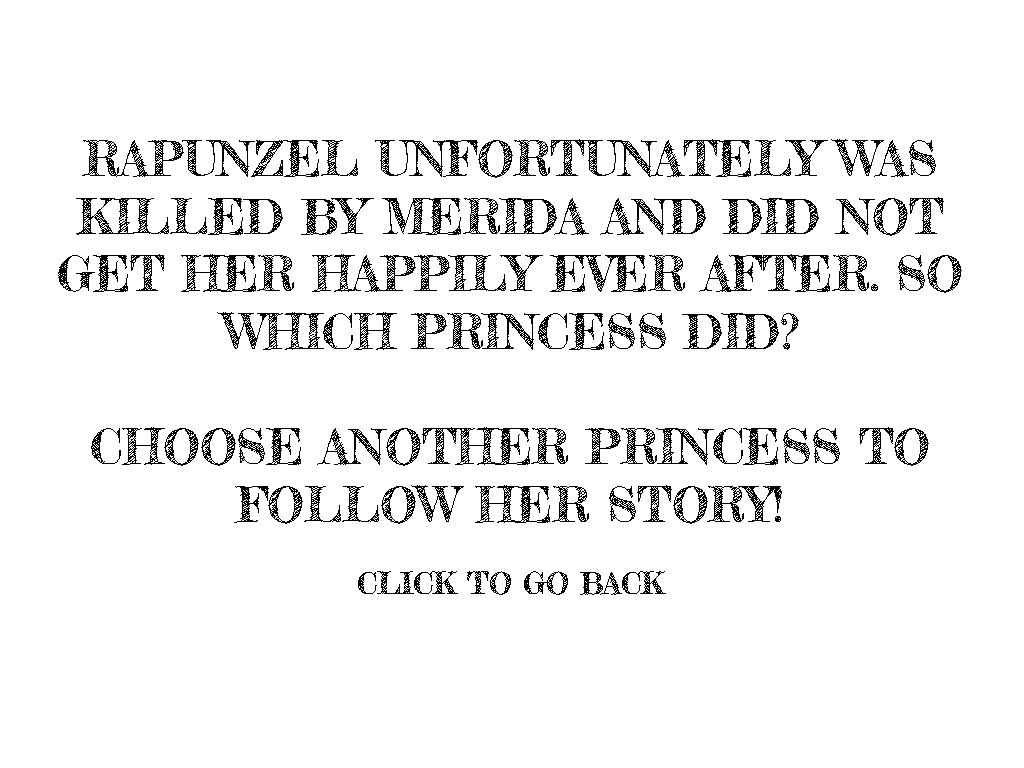 RAPUNZEL UNFORTUNATELY WAS
KILLED BY MERIDA AND DID NOT
GET HER HAPPILY EVER AFTER. SO
WHICH PRINCESS DID?
CHOOSE ANOTHER PRINCESS TO
FOLLOW HER STORY!
CLICK TO GO BACK